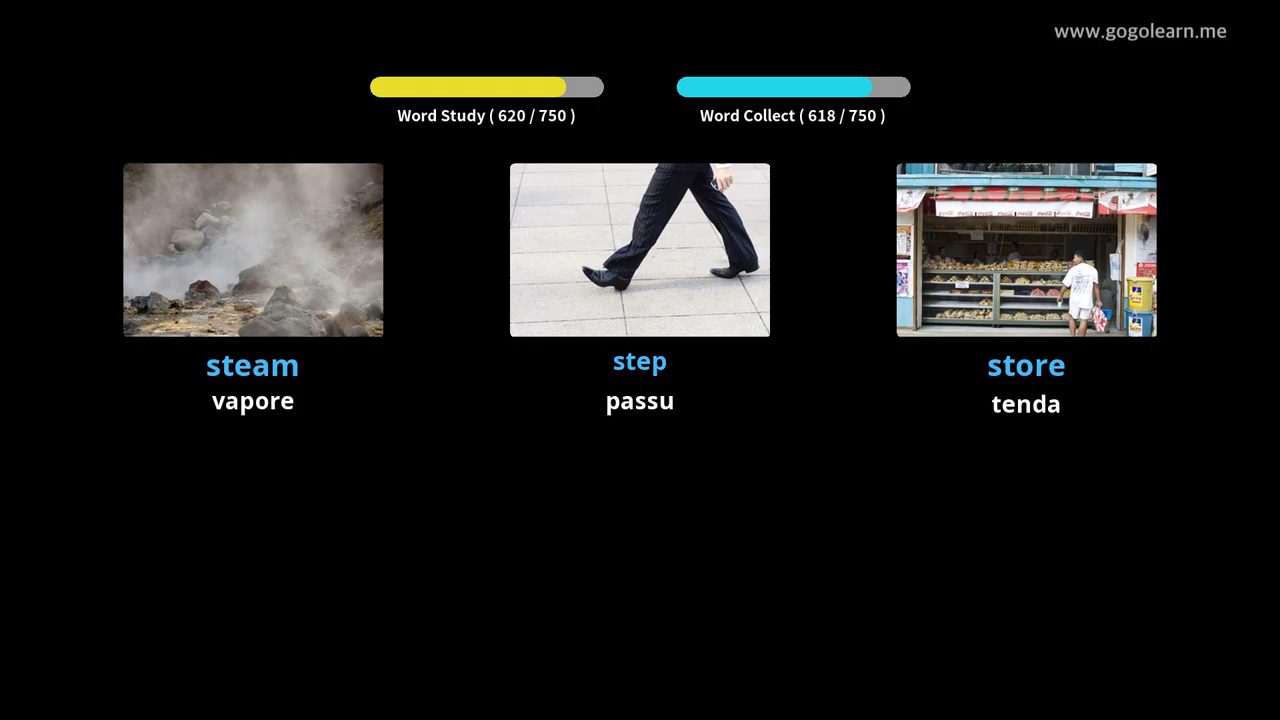 www.gogolearn.me
Word Study ( 620 / 750 )
Word Collect ( 618 / 750 )
steam
step
store
vapore
passu
tenda